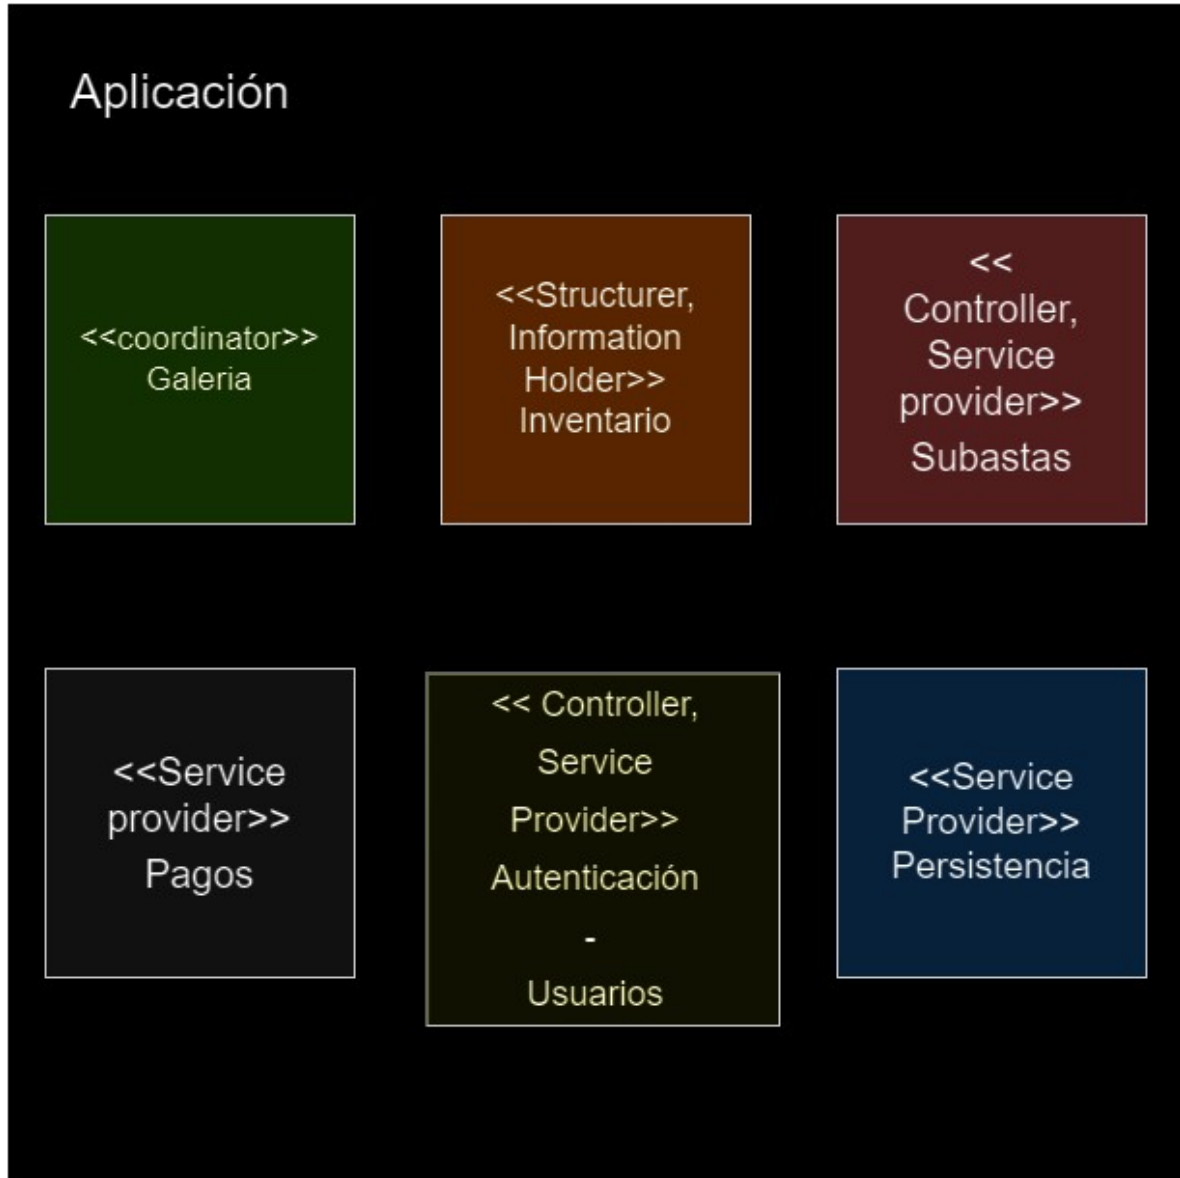 Aplicación
<<coordinator>>
Galeria
<<Structurer,
Information
Holder>>
Inventario
<<
Controller,
Service
provider>>
Subastas
<<Service
provider>>
Pagos
<< Controller,
Service
Provider>>
Autenticación
-
Usuarios
<<Service
Provider>>
Persistencia